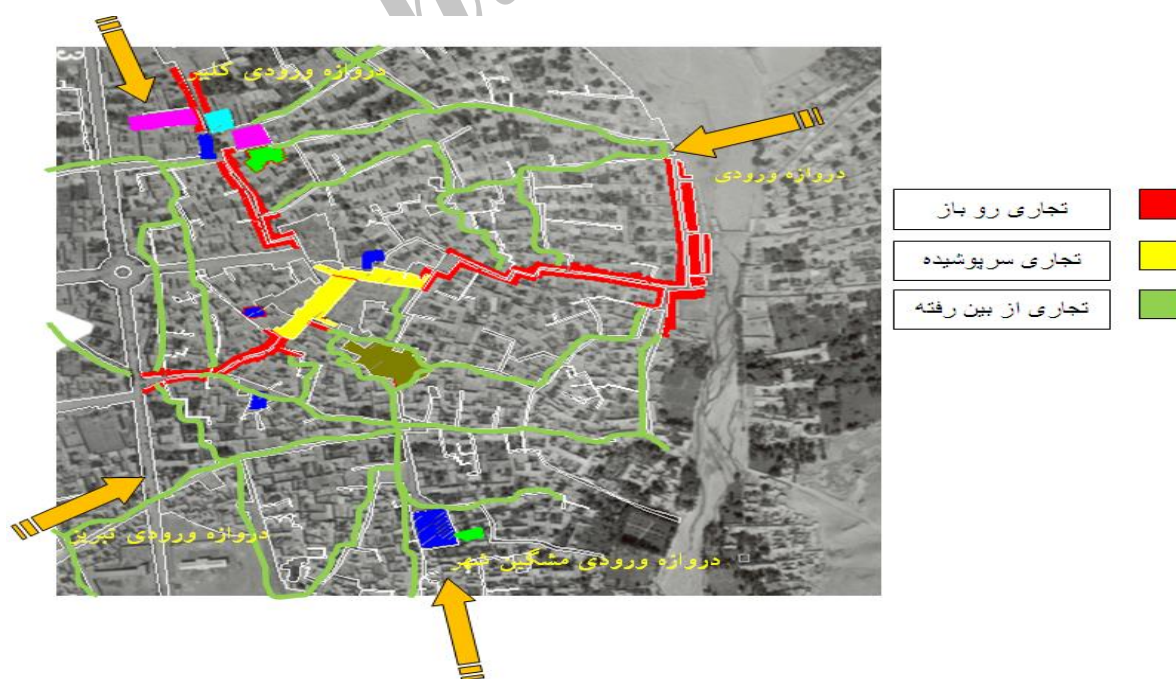 دروازه ورودی کلیبر
دروازه ورودی
تجاری رو باز
تجاری سرپوشیده
تجاری از بین رفته
دروازه ورودی تبریز
دروازه ورودی مشگین شهر